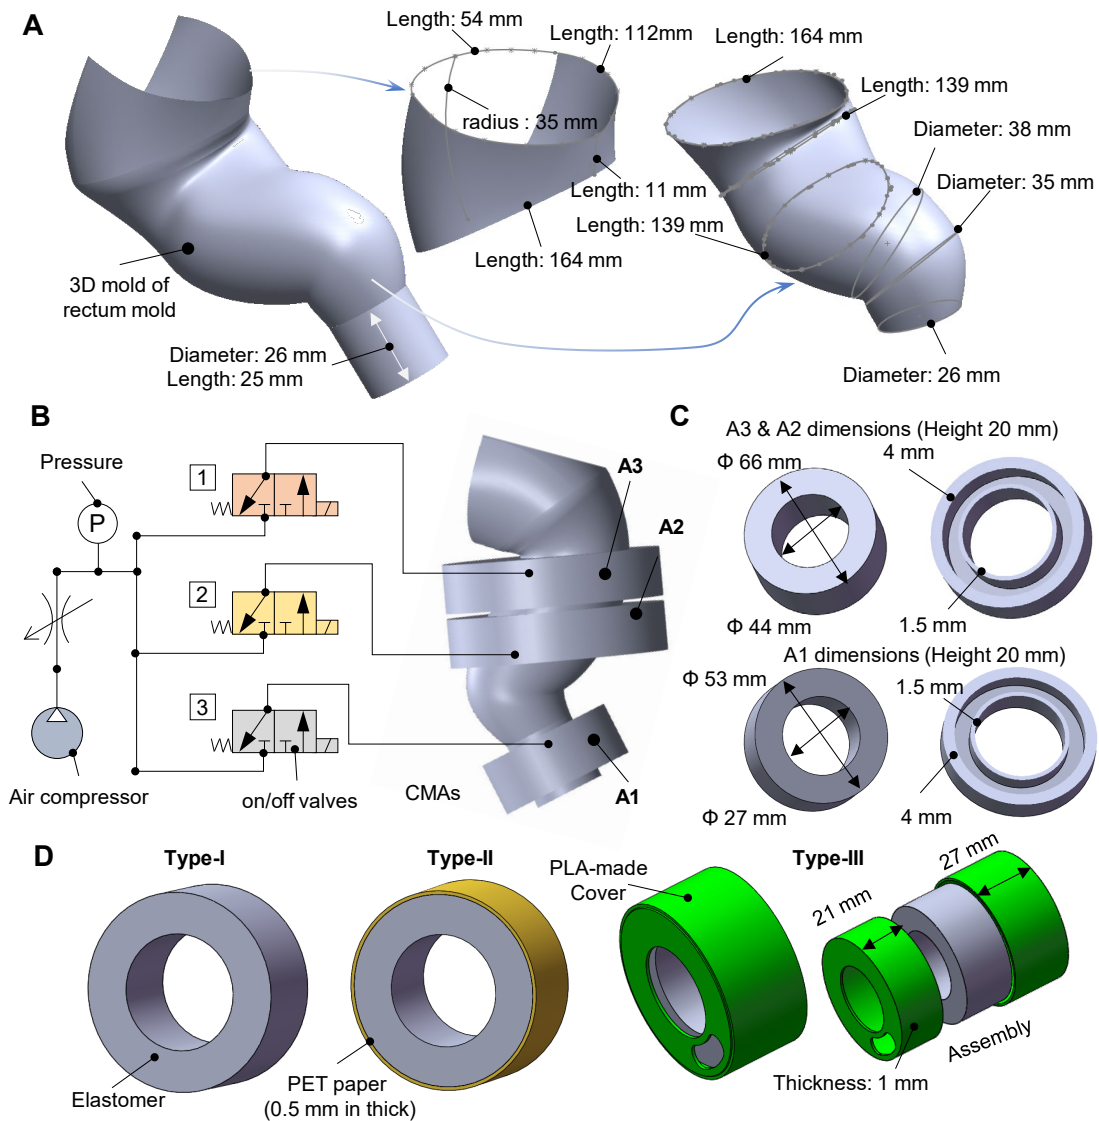 A
Length: 54 mm
Length: 112mm
radius : 35 mm
Length: 11 mm
Length: 164 mm
Length: 164 mm
Length: 139 mm
Diameter: 38 mm
Diameter: 35 mm
Length: 139 mm
Diameter: 26 mm
3D mold of
rectum mold
Diameter: 26 mm
Length: 25 mm
B
Pressure
P
1
2
3
Air compressor
on/off valves
CMAs
A3
A2
A1
C
A3 & A2 dimensions (Height 20 mm)
Φ 66 mm
4 mm
Φ 44 mm
1.5 mm
A1 dimensions (Height 20 mm)
Φ 53 mm
1.5 mm
Φ 27 mm
4 mm
D
Type-I
Elastomer
Type-II
PET paper
(0.5 mm in thick)
Type-III
PLA-made
Cover
27 mm
21 mm
Assembly
Thickness: 1 mm